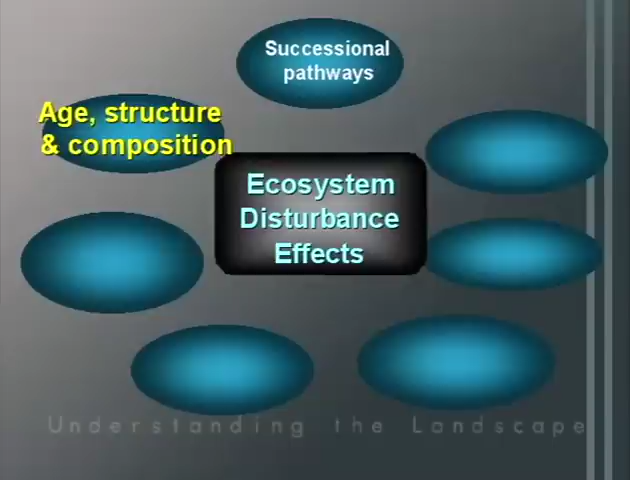 Successional
pathways
Age, structure
& composition
Ecosystem
Disturbance
Effects
Understanding the Landscape